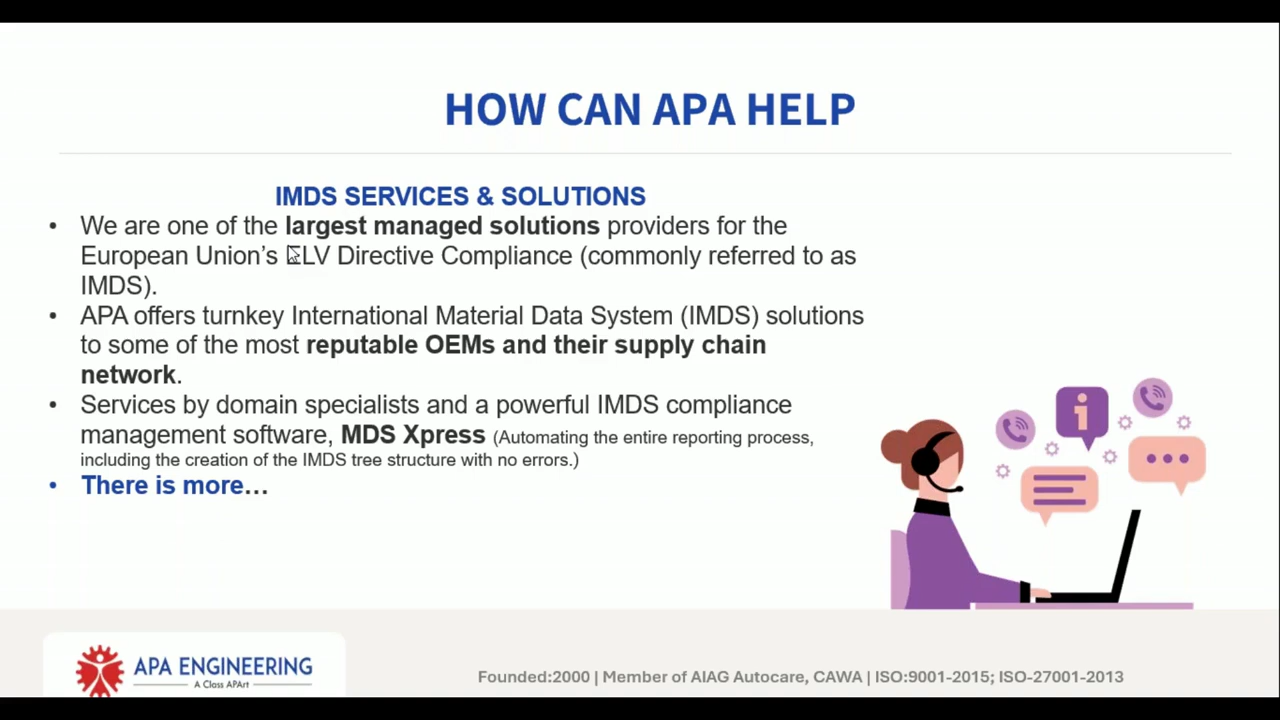 HOW CAN APA HELP
IMDS SERVICES & SOLUTIONS
• We are one of the largest managed solutions providers for the
European Union’s ELV Directive Compliance (commonly referred to as
IMDS).
• APA offers turnkey International Material Data System (IMDS) solutions
to some of the most reputable OEMs and their supply chain
network.
• Services by domain specialists and a powerful IMDS compliance
management software, MDS Xpress (Automating the entire reporting process,
including the creation of the IMDS tree structure with no errors.)
• There is more…
APA ENGINEERING
A Class APArt
Founded:2000 | Member of AIAG Autocare, CAWA | ISO:9001-2015; ISO-27001-2013